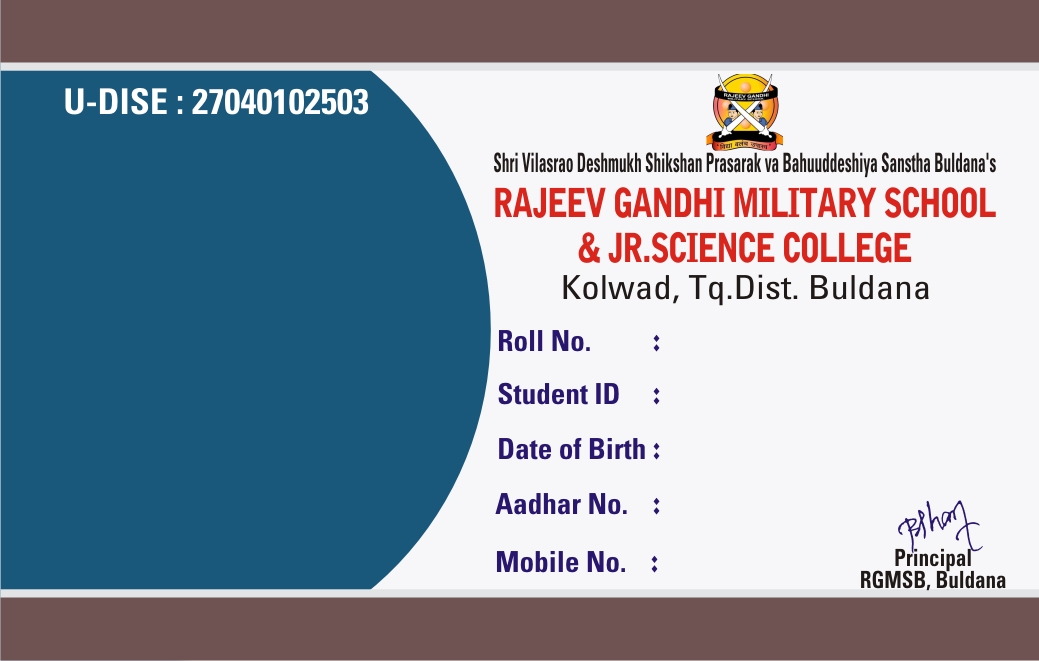 U-DISE : 27040102503
RAJEEV GANDHI
Shri Vilasrao Deshmukh Shikshan Prasarak va Bahuuddeshiya Sanstha Buldana's
RAJEEV GANDHI MILITARY SCHOOL
& JR.SCIENCE COLLEGE
Kolwad, Tq.Dist. Buldana
Roll No. :
Student ID :
Date of Birth :
Aadhar No. :
Mobile No. :
Principal
RGMSB, Buldana